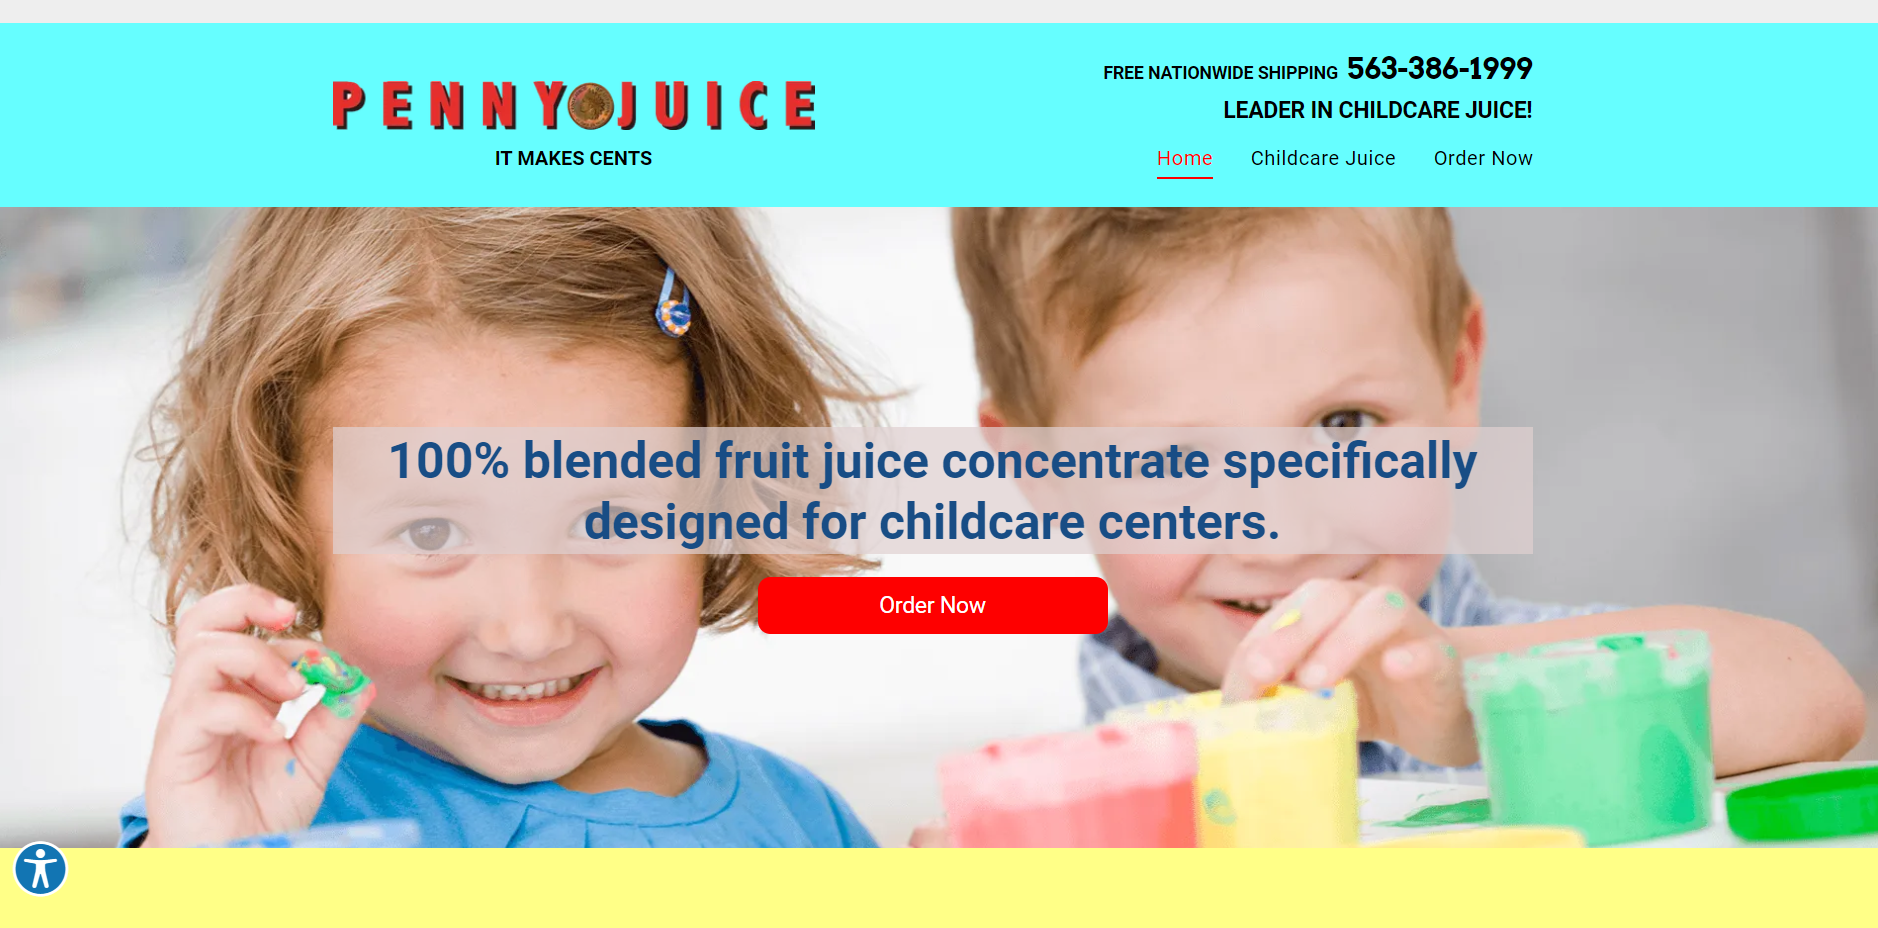 PENNY JUICE
IT MAKES CENTS
FREE NATIONWIDE SHIPPING 563-386-1999
LEADER IN CHILDCARE JUICE!
Home Childcare Juice Order Now
100% blended fruit juice concentrate specifically
designed for childcare centers.
Order Now